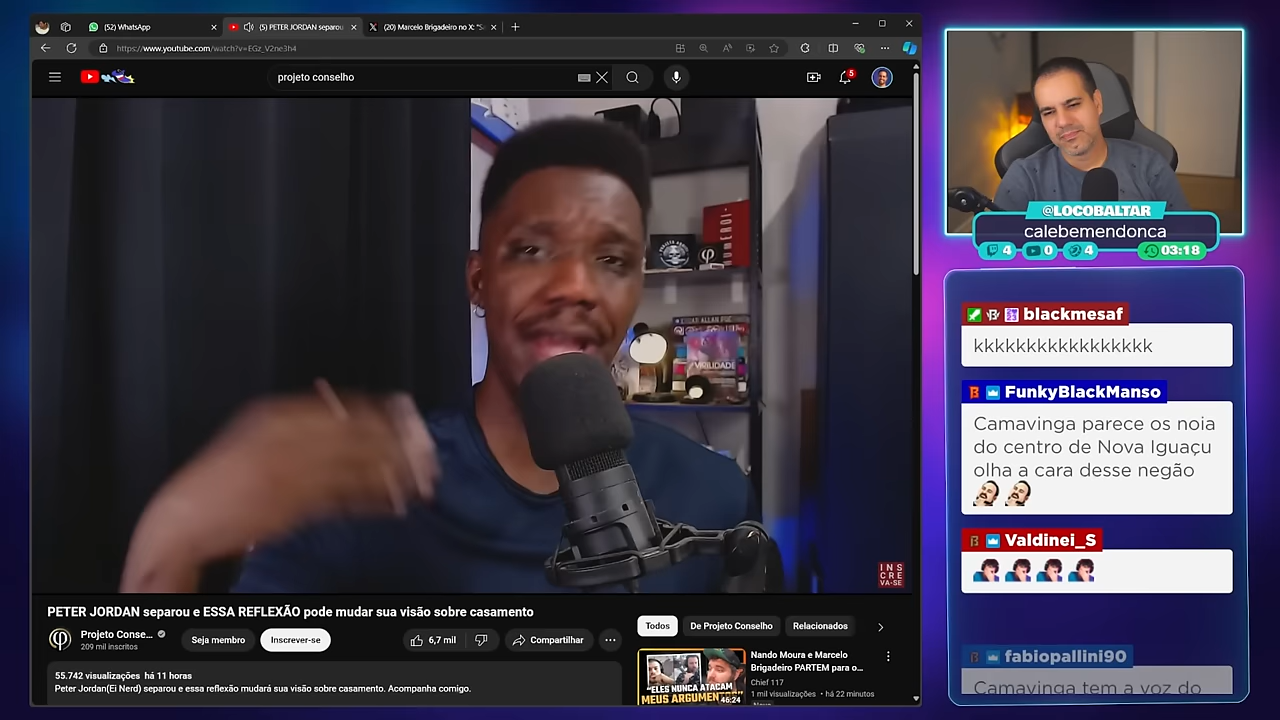 (52) WhatsApp
(5) PETER JORDAN separou
(20) Marcelo Brigadeiro no X: "S
https://www.youtube.com/watch?v=EGz_V2ne3h4
projeto conselho
5
VIRILIDADE
INS
CRE
VA-SE
PETER JORDAN separou e ESSA REFLEXÃO pode mudar sua visão sobre casamento
Projeto Conse...
209 mil inscritos
Seja membro
Inscrever-se
6,7 mil
Compartilhar
55.742 visualizações há 11 horas
Peter Jordan(Ei Nerd) separou e essa reflexão mudará sua visão sobre casamento. Acompanha comigo.
Todos
De Projeto Conselho
Relacionados
"ELES NUNCA ATACAM
MEUS ARGUMENTO
46:24
Nando Moura e Marcelo
Brigadeiro PARTEM para o...
Chief 117
1 mil visualizações • há 22 minutos
Novo
@LOCOBALTAR
calebemendonca
4
0
4
03:18
blackmesaf
kkkkkkkkkkkkkkkkk
FunkyBlackManso
Camavinga parece os noia
do centro de Nova Iguaçu
olha a cara desse negão
Valdinei_S
fabiopallini90
Camavinga tem a voz do